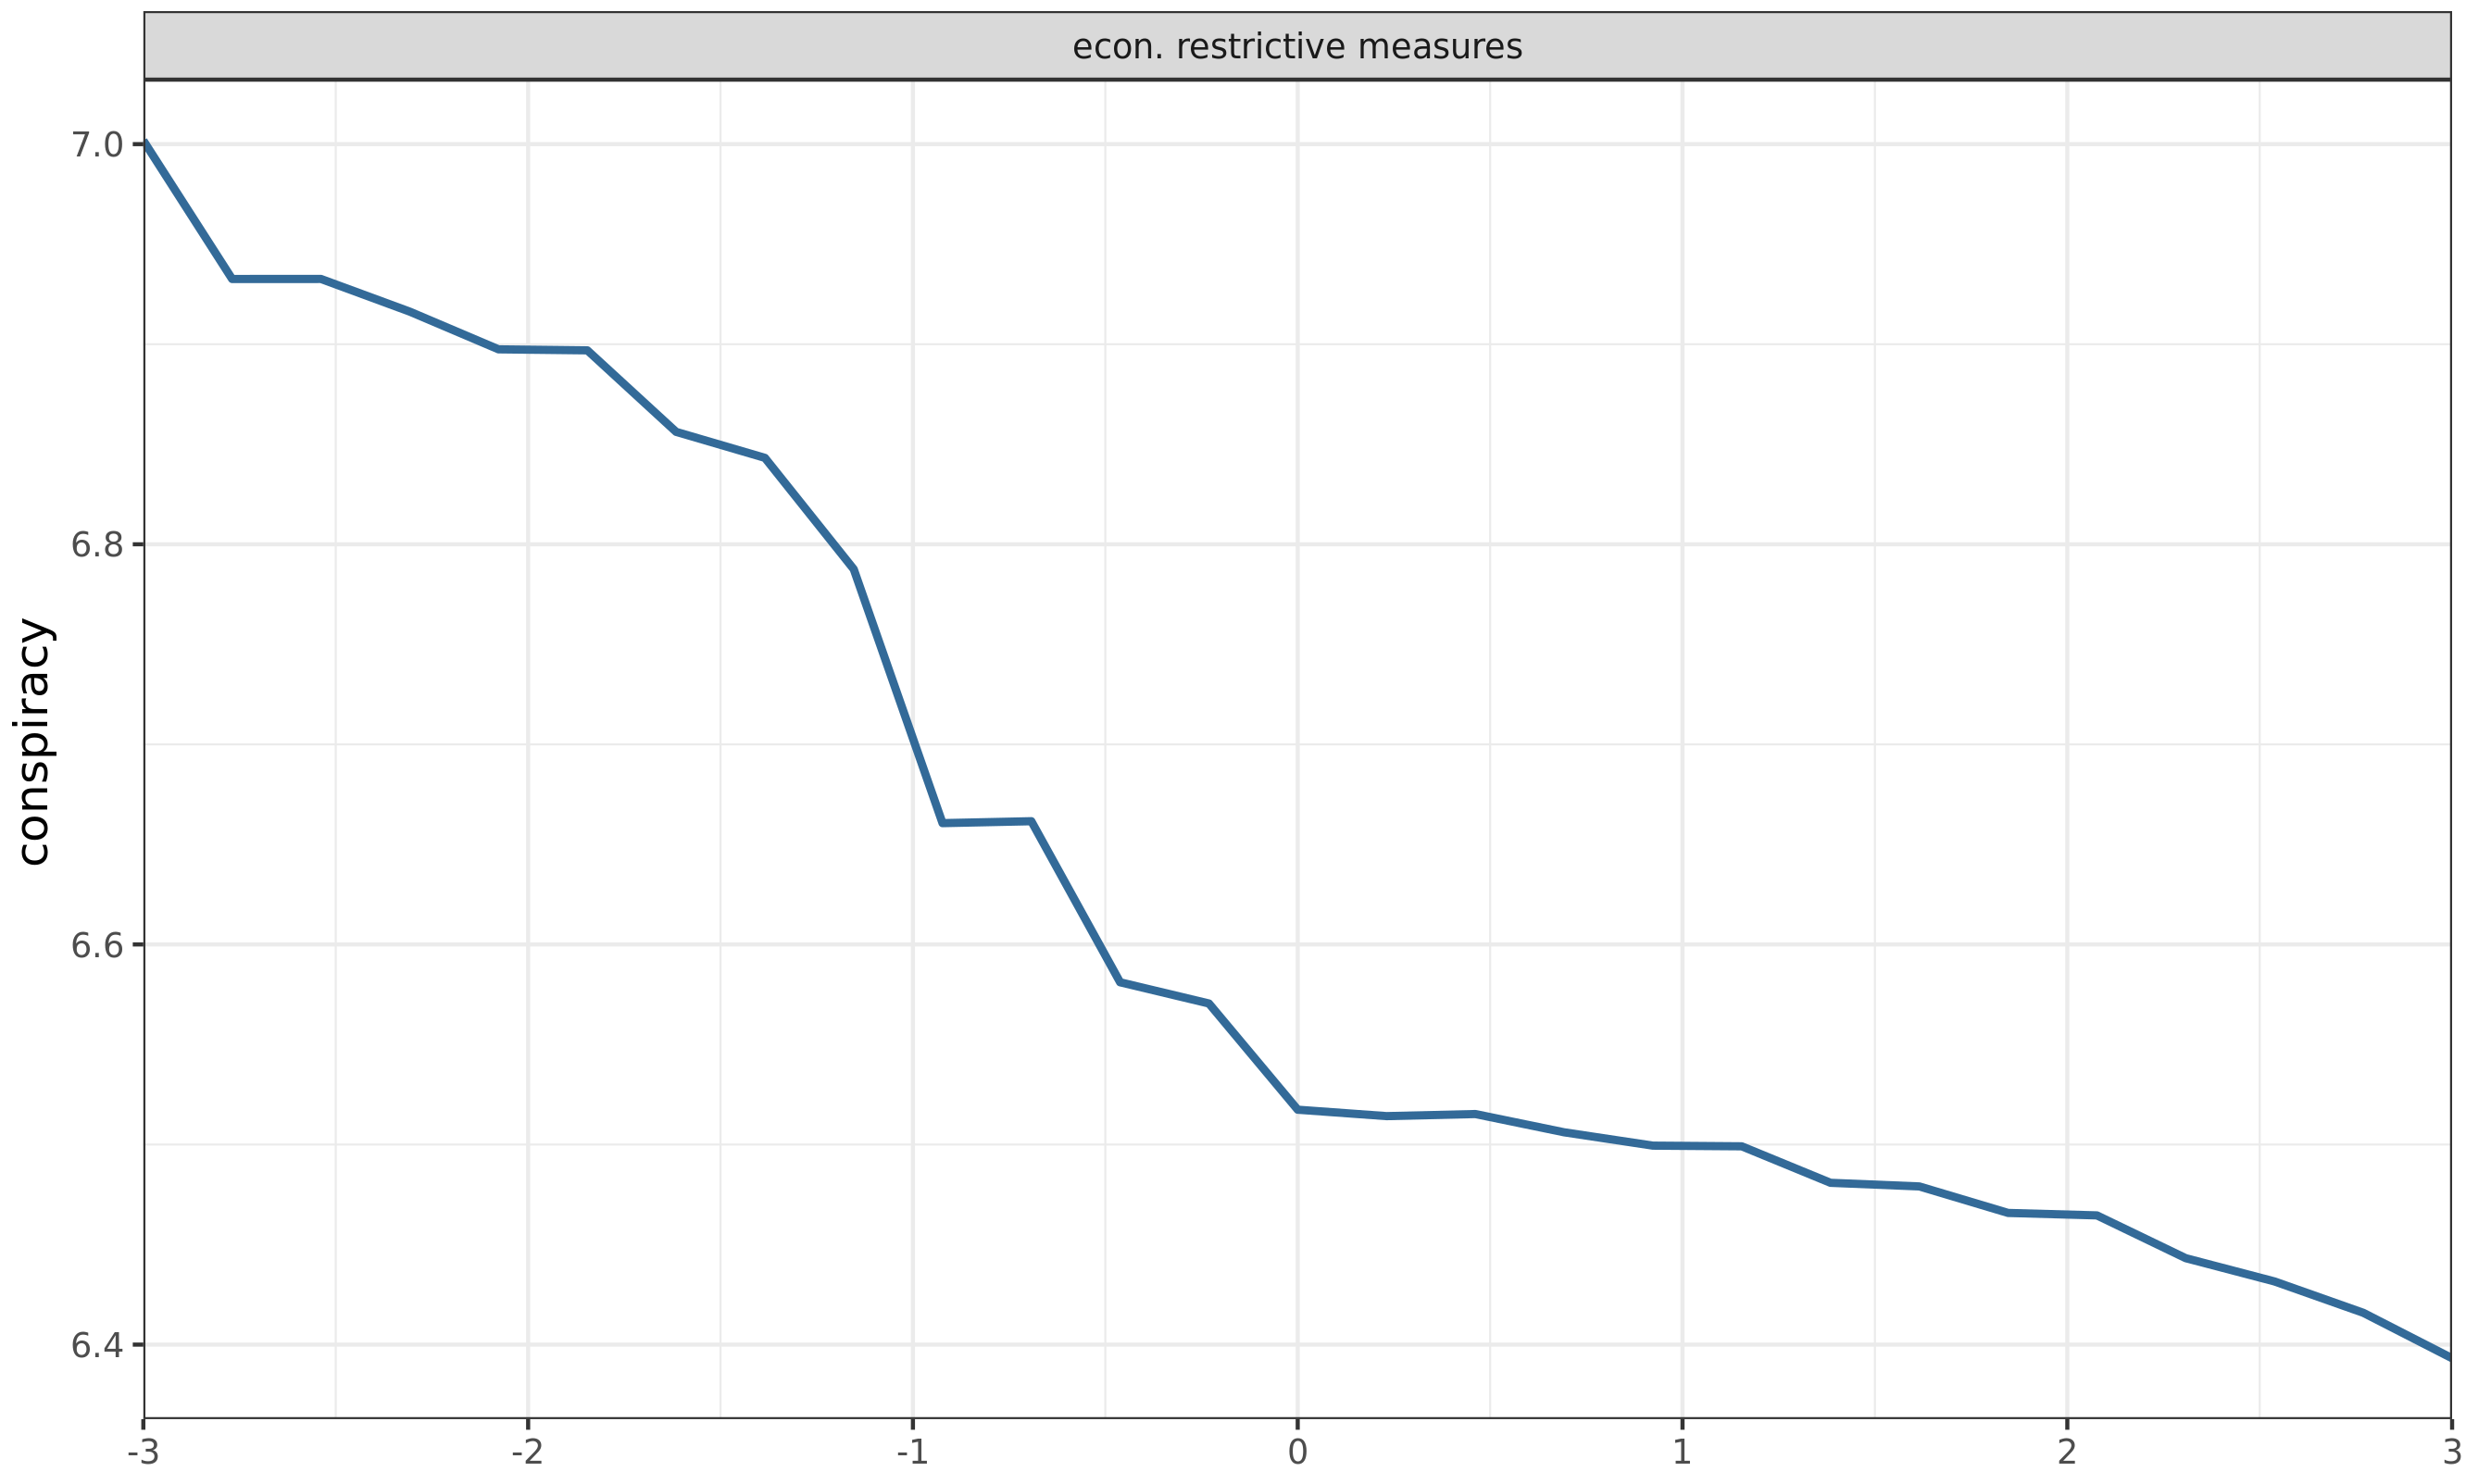 econ. restrictive measures
conspiracy
7.0
6.8
6.6
6.4
-3 -2 -1 0 1 2 3